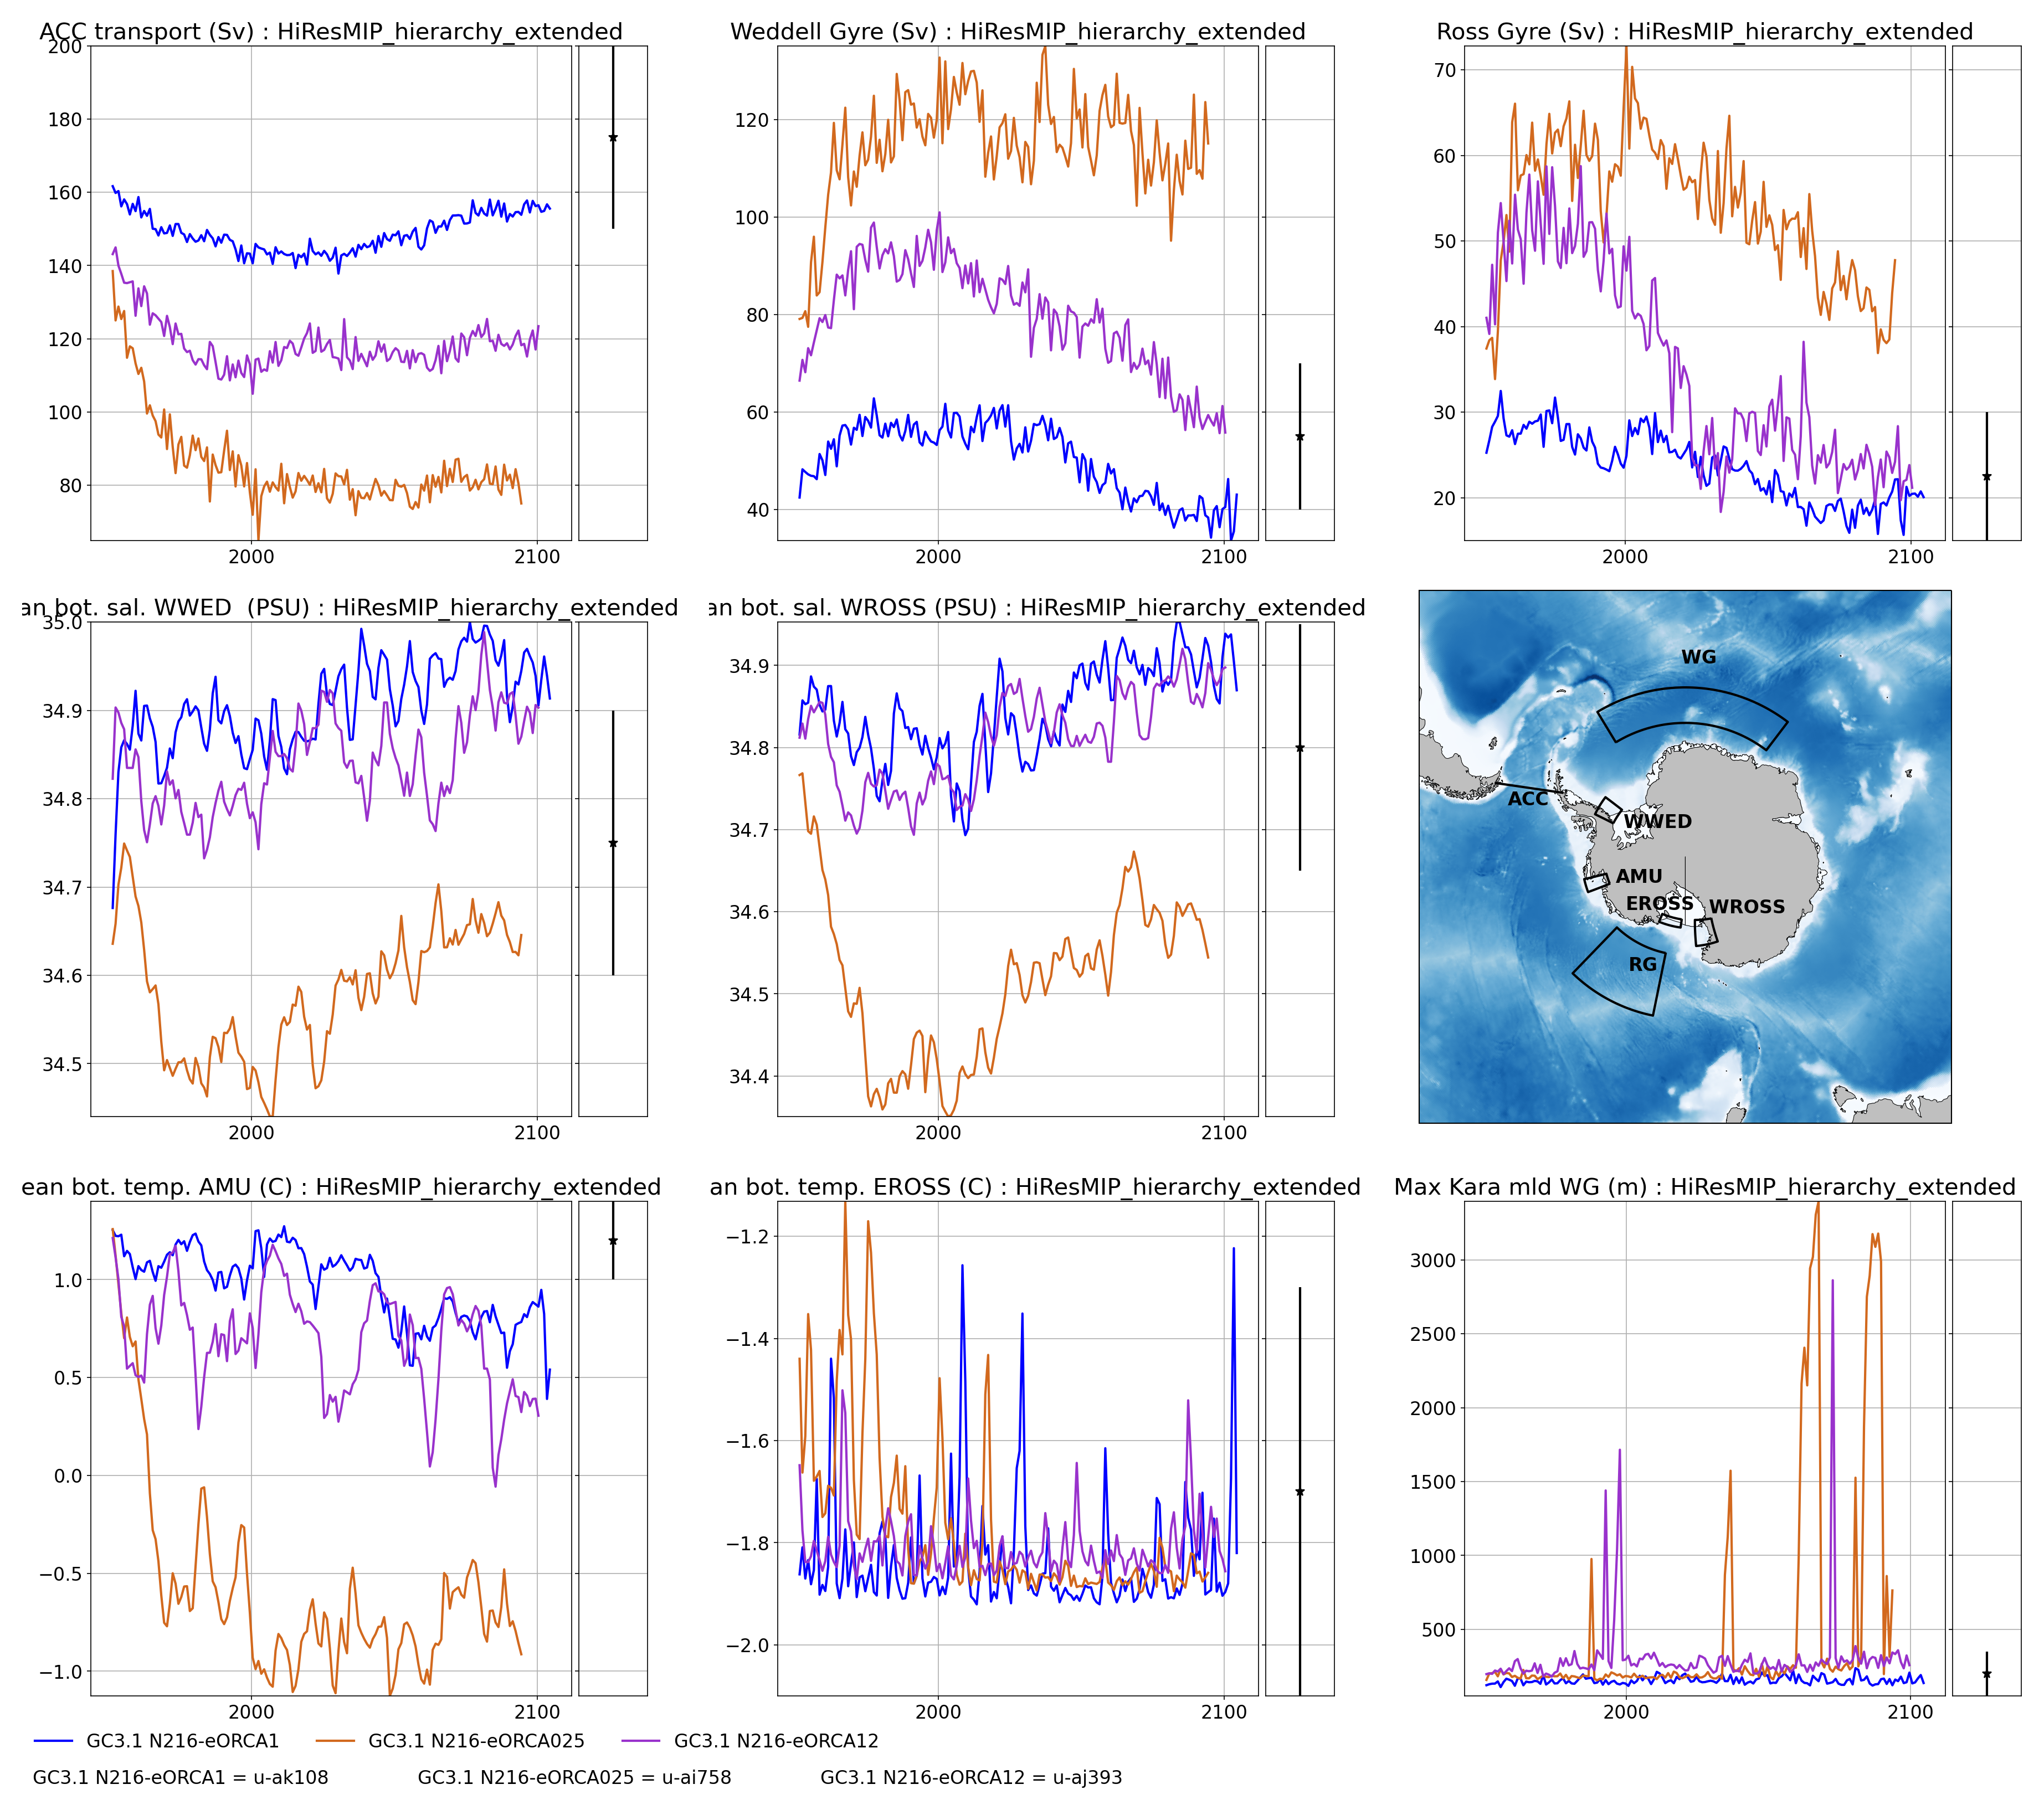 ACC transport (Sv) : HiResMIP_hierarchy_extended
200
180
160
140
120
100
80
2000
2100
Weddell Gyre (Sv) : HiResMIP_hierarchy_extended
120
100
80
60
40
2000
2100
Ross Gyre (Sv) : HiResMIP_hierarchy_extended
70
60
50
40
30
20
2000
2100
an bot. sal. WWED (PSU) : HiResMIP_hierarchy_extended
35.0
34.9
34.8
34.7
34.6
34.5
2000
2100
an bot. sal. WROSS (PSU) : HiResMIP_hierarchy_extended
34.9
34.8
34.7
34.6
34.5
34.4
2000
2100
WG
ACC
WWED
AMU
EROSS
WROSS
RG
ean bot. temp. AMU (C) : HiResMIP_hierarchy_extended
1.0
0.5
0.0
−0.5
−1.0
2000
2100
an bot. temp. EROSS (C) : HiResMIP_hierarchy_extended
−1.2
−1.4
−1.6
−1.8
−2.0
2000
2100
Max Kara mld WG (m) : HiResMIP_hierarchy_extended
3000
2500
2000
1500
1000
500
2000
2100
GC3.1 N216-eORCA1
GC3.1 N216-eORCA025
GC3.1 N216-eORCA12
GC3.1 N216-eORCA1 = u-ak108
GC3.1 N216-eORCA025 = u-ai758
GC3.1 N216-eORCA12 = u-aj393